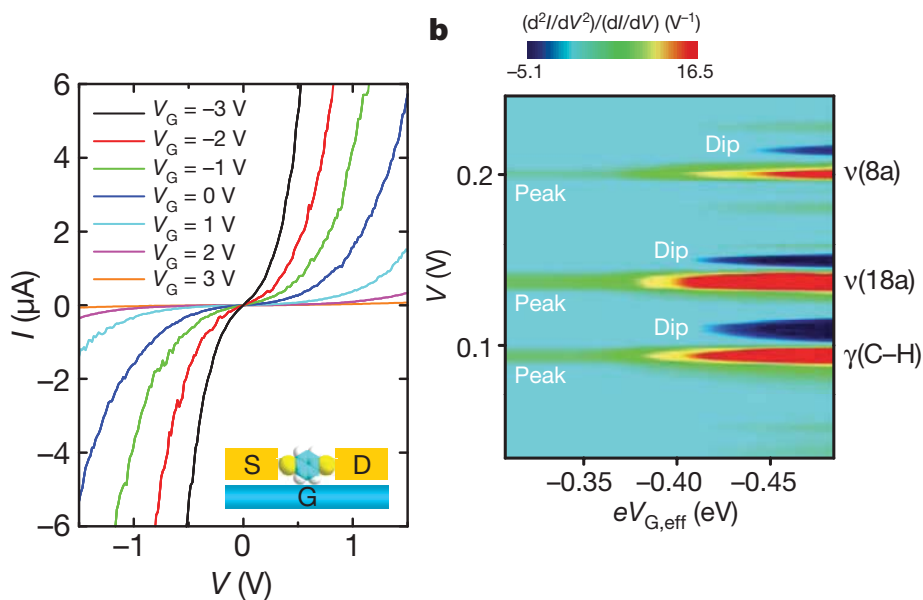 6
4
2
0
−2
−4
−6
I (µA)
V_G = −3 V
V_G = −2 V
V_G = −1 V
V_G = 0 V
V_G = 1 V
V_G = 2 V
V_G = 3 V
S
D
G
−1
0
1
V (V)
b
(d²I/dV²)/(dI/dV) (V⁻¹)
−5.1
16.5
V (V)
0.2
0.1
Dip
Peak
Dip
Peak
Dip
Peak
ν(8a)
ν(18a)
γ(C–H)
−0.35
−0.40
−0.45
eV_G,eff (eV)